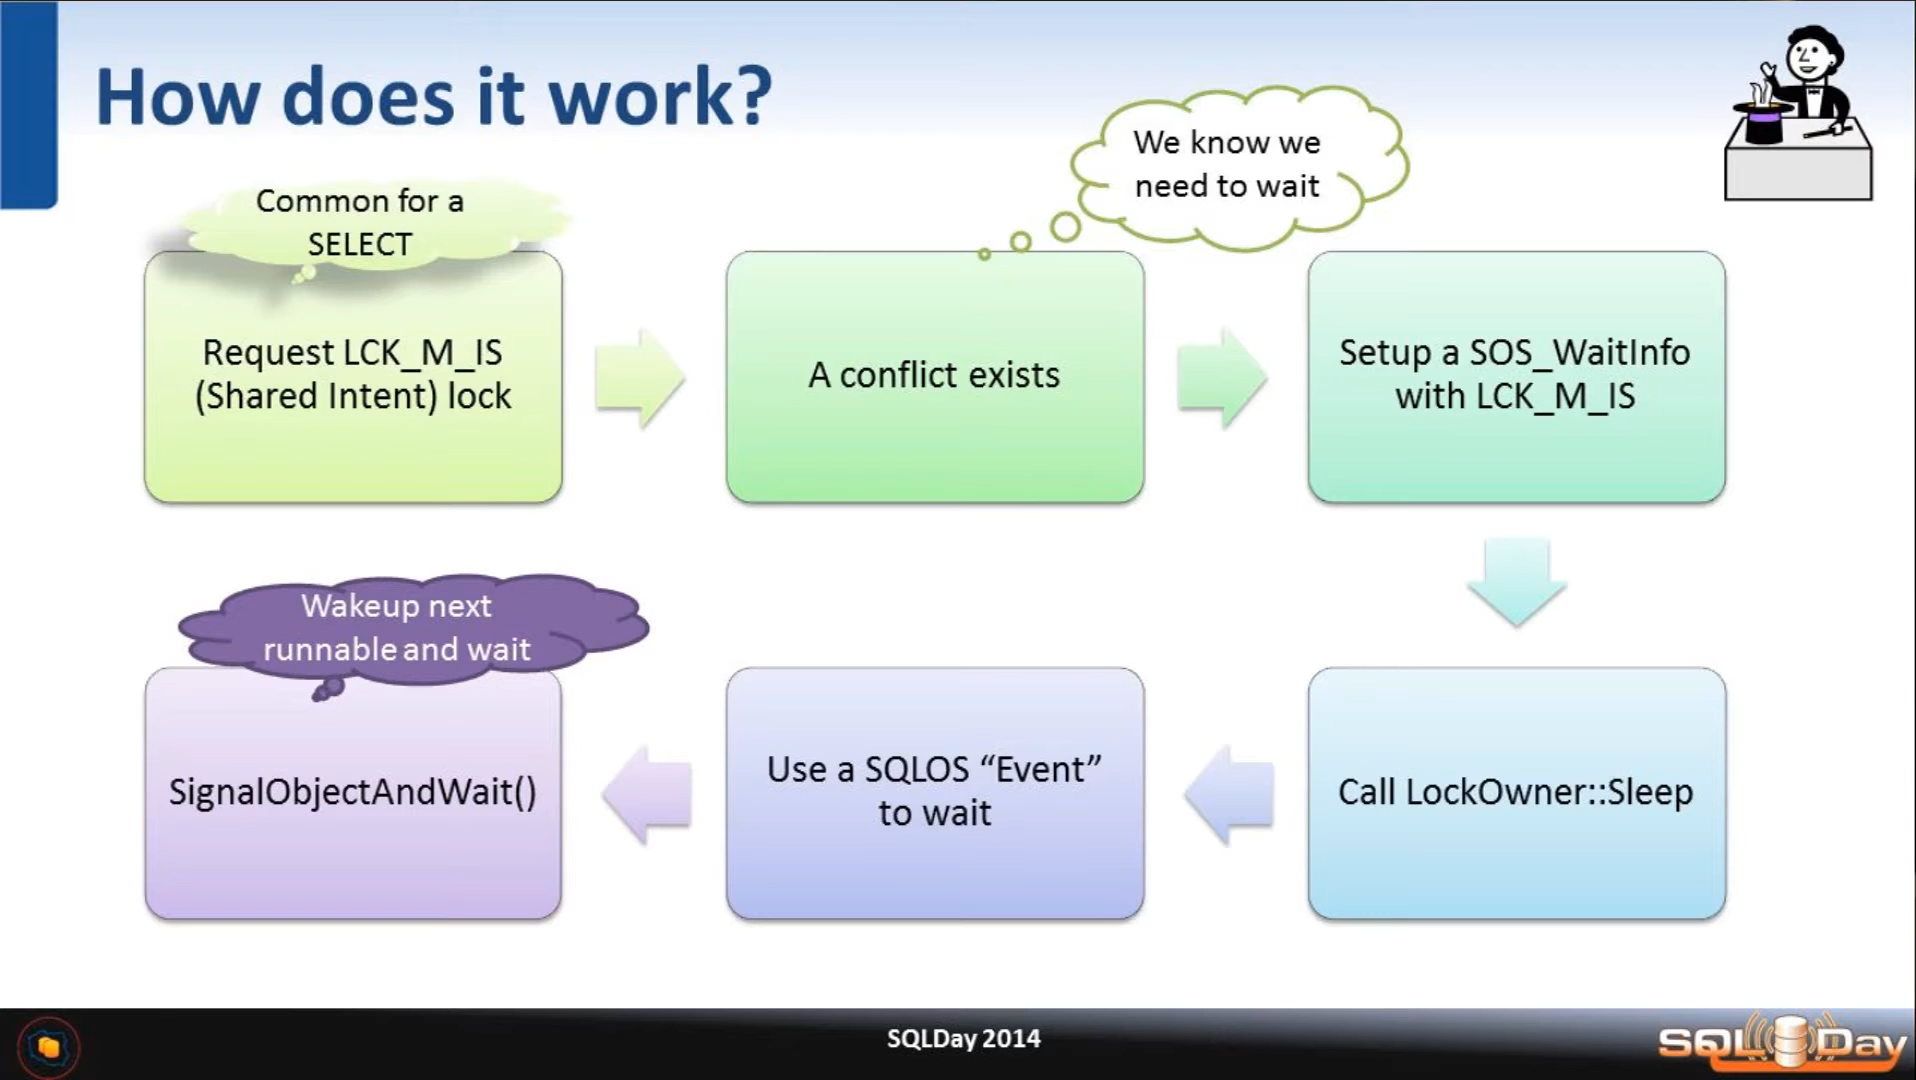 How does it work?
Common for a
SELECT
We know we
need to wait
Request LCK_M_IS
(Shared Intent) lock
A conflict exists
Setup a SOS_WaitInfo
with LCK_M_IS
Call LockOwner::Sleep
Use a SQLOS “Event”
to wait
Wakeup next
runnable and wait
SignalObjectAndWait()
SQLDay 2014
SQL Day